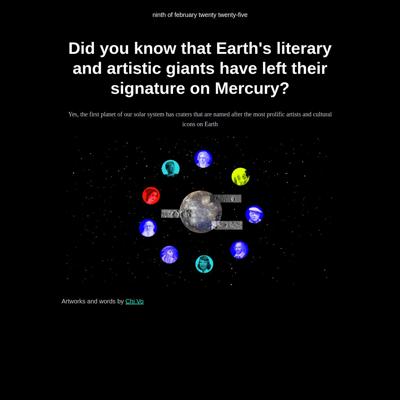 ninth of february twenty twenty-five
Did you know that Earth's literary
and artistic giants have left their
signature on Mercury?
Yes, the first planet of our solar system has craters that are named after the most prolific artists and cultural
icons on Earth
Artworks and words by Chi Vo